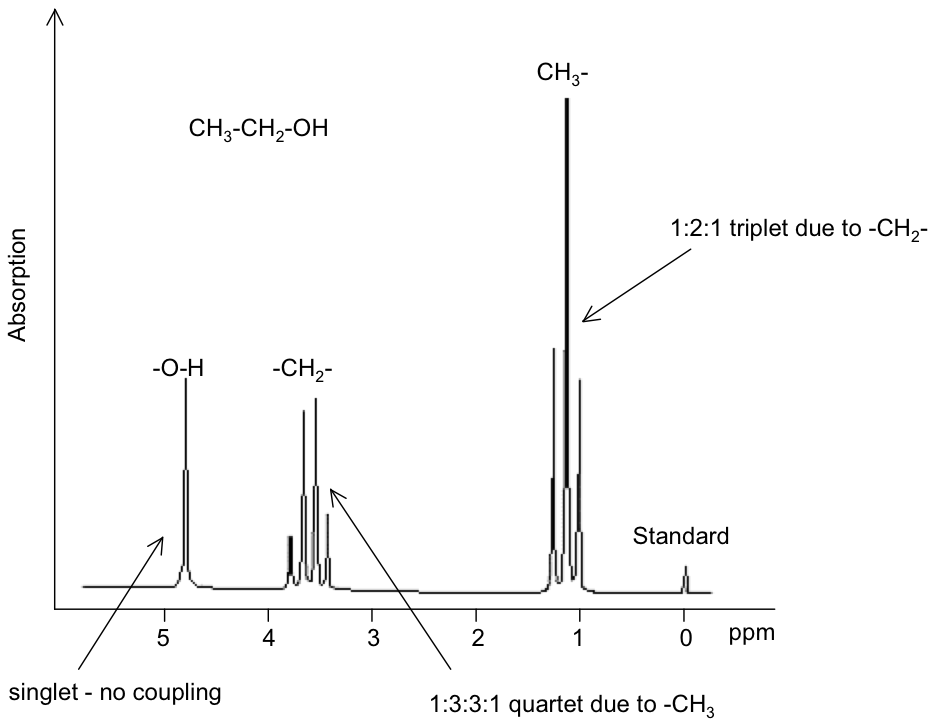 CH₃-
CH₃-CH₂-OH
1:2:1 triplet due to -CH₂-
Absorption
-O-H
-CH₂-
Standard
5 4 3 2 1 0 ppm
singlet - no coupling
1:3:3:1 quartet due to -CH₃